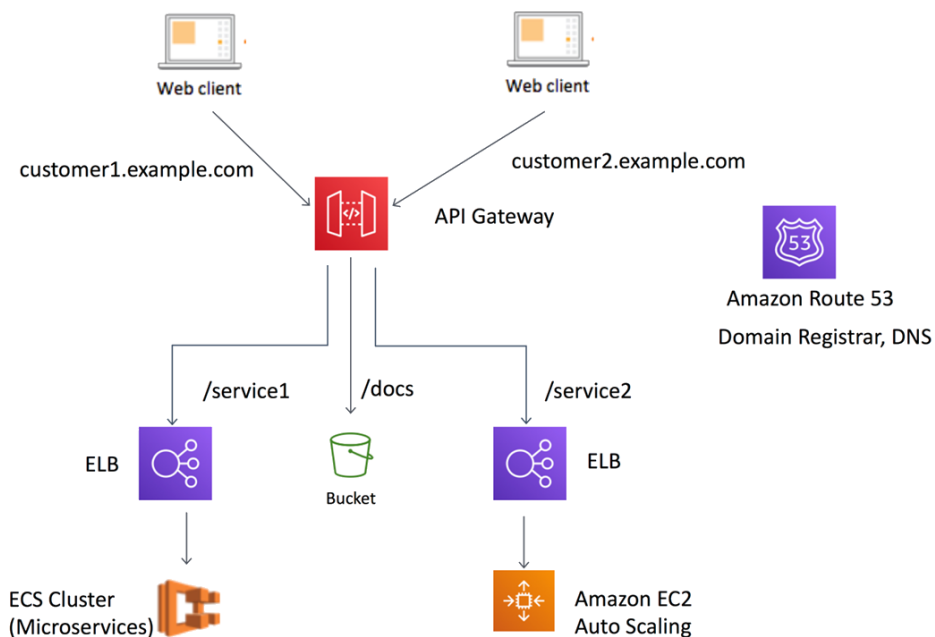 Web client
Web client
customer1.example.com
customer2.example.com
</>
API Gateway
53
Amazon Route 53
Domain Registrar, DNS
/service1
/docs
/service2
ELB
ELB
Bucket
ECS Cluster
(Microservices)
Amazon EC2
Auto Scaling